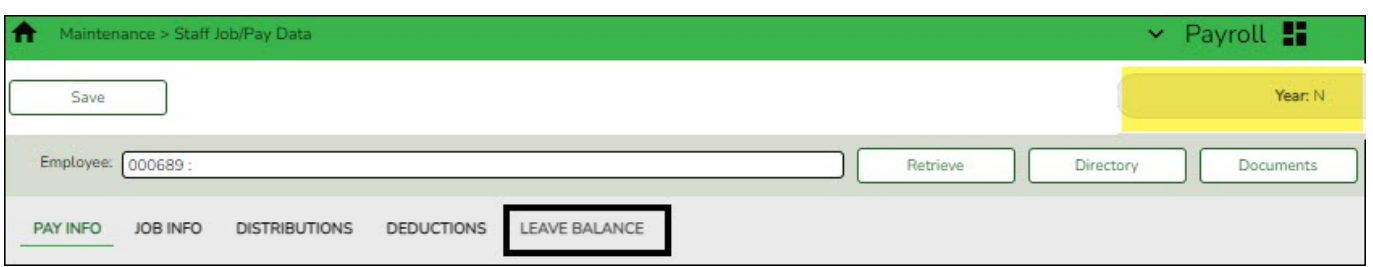 Maintenance > Staff Job/Pay Data Payroll
Save Year: N
Employee: 000689 : Retrieve Directory Documents
PAY INFO JOB INFO DISTRIBUTIONS DEDUCTIONS LEAVE BALANCE